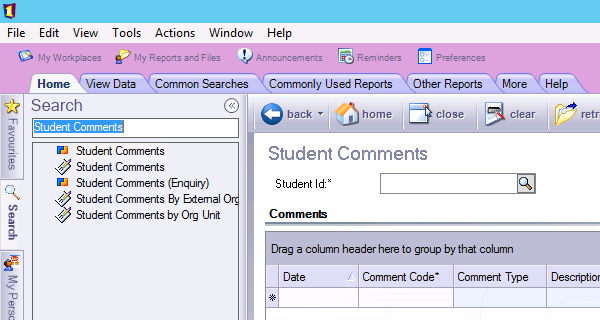 File Edit View Tools Actions Window Help
My Workplaces My Reports and Files Announcements Reminders Preferences
Home View Data Common Searches Commonly Used Reports Other Reports More Help
Favourites
Search
My Perso
Search
Student Comments
Student Comments
Student Comments
Student Comments (Enquiry)
Student Comments By External Org
Student Comments by Org Unit
back home close clear retr
Student Comments
Student Id:*
Comments
Drag a column header here to group by that column
Date Comment Code* Comment Type Description